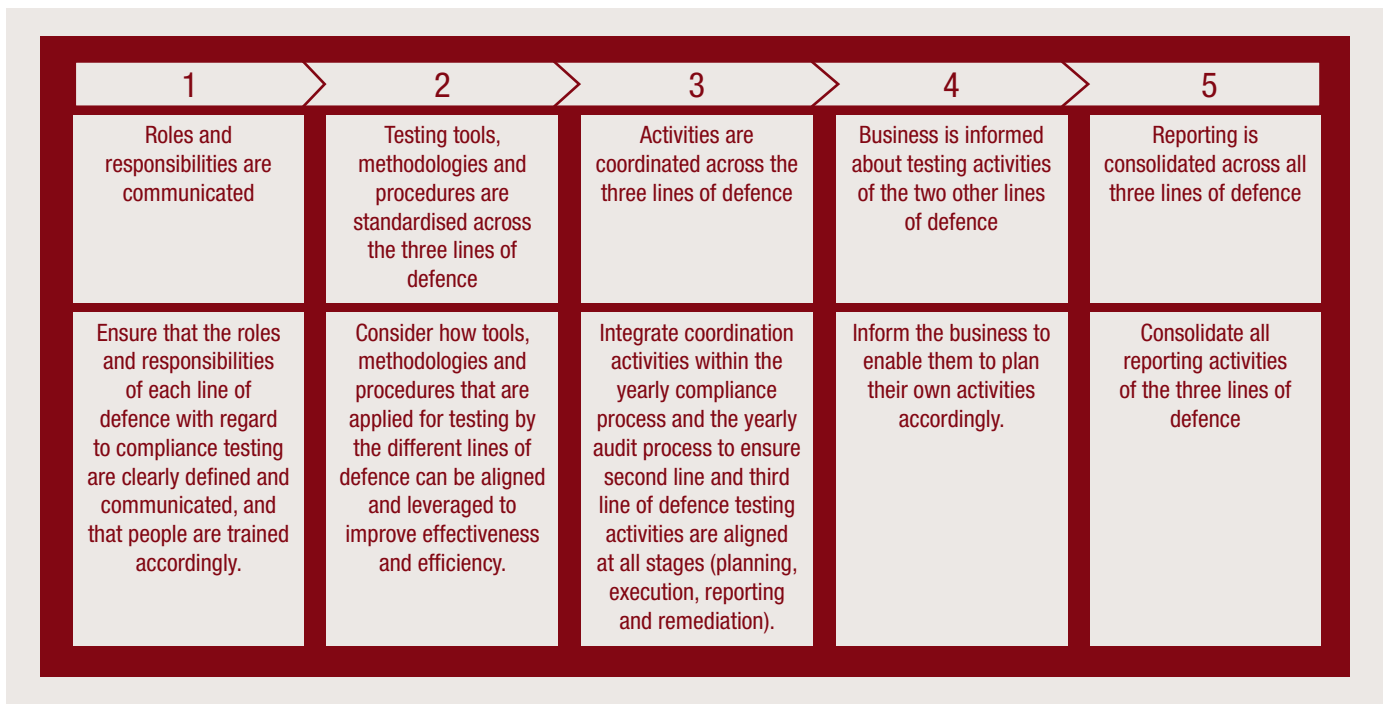 1
2
3
4
5
Roles and
responsibilities are
communicated
Testing tools,
methodologies and
procedures are
standardised across
the three lines of
defence
Activities are
coordinated across the
three lines of defence
Business is informed
about testing activities
of the two other lines
of defence
Reporting is
consolidated across all
three lines of defence
Ensure that the roles
and responsibilities
of each line of
defence with regard
to compliance testing
are clearly defined and
communicated, and
that people are trained
accordingly.
Consider how tools,
methodologies and
procedures that are
applied for testing by
the different lines of
defence can be aligned
and leveraged to
improve effectiveness
and efficiency.
Integrate coordination
activities within the
yearly compliance
process and the yearly
audit process to ensure
second line and third
line of defence testing
activities are aligned
at all stages (planning,
execution, reporting
and remediation).
Inform the business to
enable them to plan
their own activities
accordingly.
Consolidate all
reporting activities
of the three lines of
defence